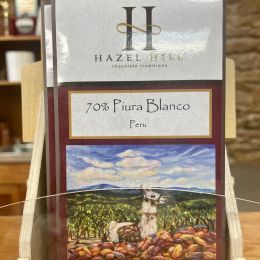 H
HAZEL HILL
chocolate traditions
70% Piura Blanco
Peru